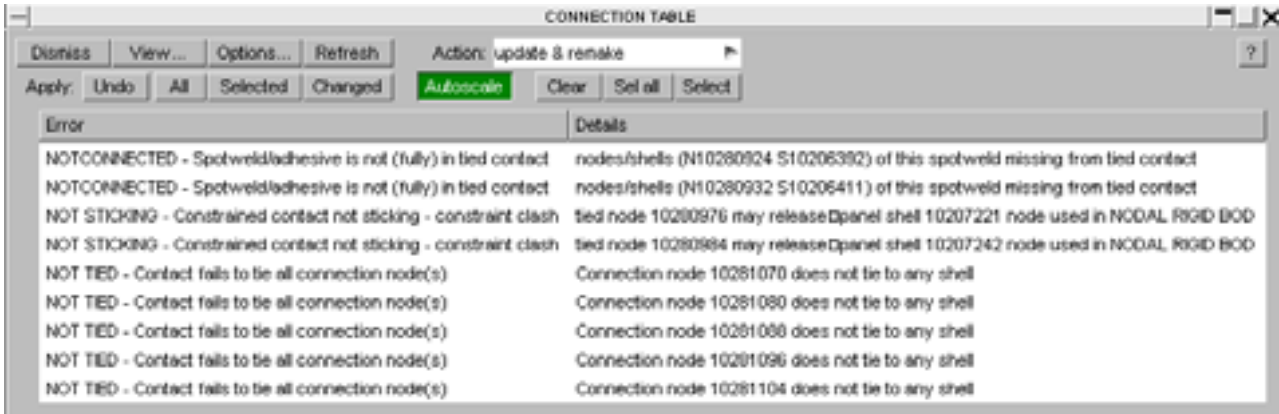 CONNECTION TABLE
Dismiss View... Options... Refresh Action: update & remake ?
Apply: Undo All Selected Changed Autoscale Clear Sel all Select
Error Details
NOTCONNECTED - Spotweld/adhesive is not (fully) in tied contact nodes/shells (N10280924 S10206392) of this spotweld missing from tied contact
NOTCONNECTED - Spotweld/adhesive is not (fully) in tied contact nodes/shells (N10280932 S10206411) of this spotweld missing from tied contact
NOT STICKING - Constrained contact not sticking - constraint clash tied node 10280976 may release□panel shell 10207221 node used in NODAL RIGID BOD
NOT STICKING - Constrained contact not sticking - constraint clash tied node 10280984 may release□panel shell 10207242 node used in NODAL RIGID BOD
NOT TIED - Contact fails to tie all connection node(s) Connection node 10281070 does not tie to any shell
NOT TIED - Contact fails to tie all connection node(s) Connection node 10281080 does not tie to any shell
NOT TIED - Contact fails to tie all connection node(s) Connection node 10281088 does not tie to any shell
NOT TIED - Contact fails to tie all connection node(s) Connection node 10281096 does not tie to any shell
NOT TIED - Contact fails to tie all connection node(s) Connection node 10281104 does not tie to any shell